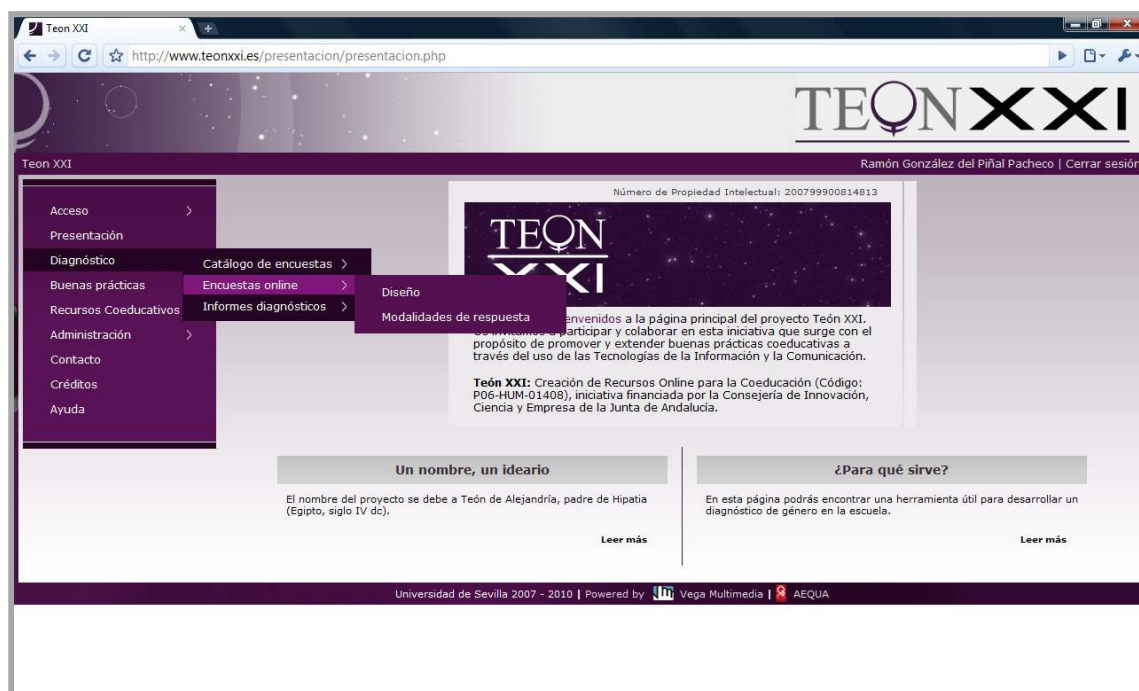 Teon XXI
http://www.teonxxi.es/presentacion/presentacion.php
TEONXXI
Teon XXI
Ramón González del Piñal Pacheco | Cerrar sesión
Acceso
Presentación
Diagnóstico
Buenas prácticas
Recursos Coeducativos
Administración
Contacto
Créditos
Ayuda
Catálogo de encuestas
Encuestas online
Informes diagnósticos
Diseño
Modalidades de respuesta
Número de Propiedad Intelectual: 200799900814813
TEON
XXI
envenidos a la página principal del proyecto Teón XXI.
participar y colaborar en esta iniciativa que surge con el
propósito de promover y extender buenas prácticas coeducativas a
través del uso de las Tecnologías de la Información y la Comunicación.
Teón XXI: Creación de Recursos Online para la Coeducación (Código:
P06-HUM-01408), iniciativa financiada por la Consejería de Innovación,
Ciencia y Empresa de la Junta de Andalucía.
Un nombre, un ideario
El nombre del proyecto se debe a Teón de Alejandría, padre de Hipatia
(Egipto, siglo IV dc).
Leer más
¿Para qué sirve?
En esta página podrás encontrar una herramienta útil para desarrollar un
diagnóstico de género en la escuela.
Leer más
Universidad de Sevilla 2007 - 2010 | Powered by Vega Multimedia | AEQUA